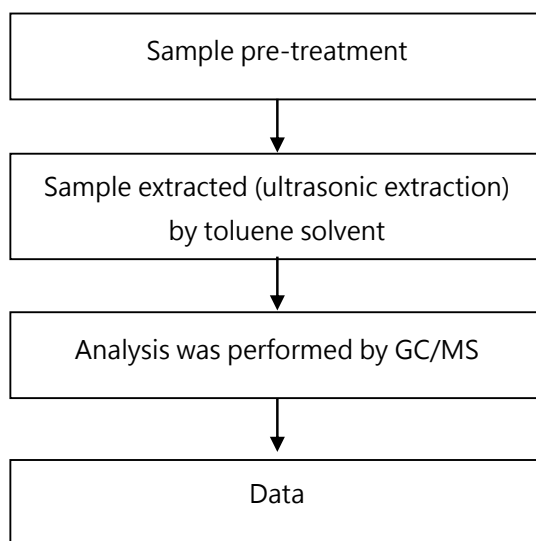 Sample pre-treatment
Sample extracted (ultrasonic extraction)
by toluene solvent
Analysis was performed by GC/MS
Data